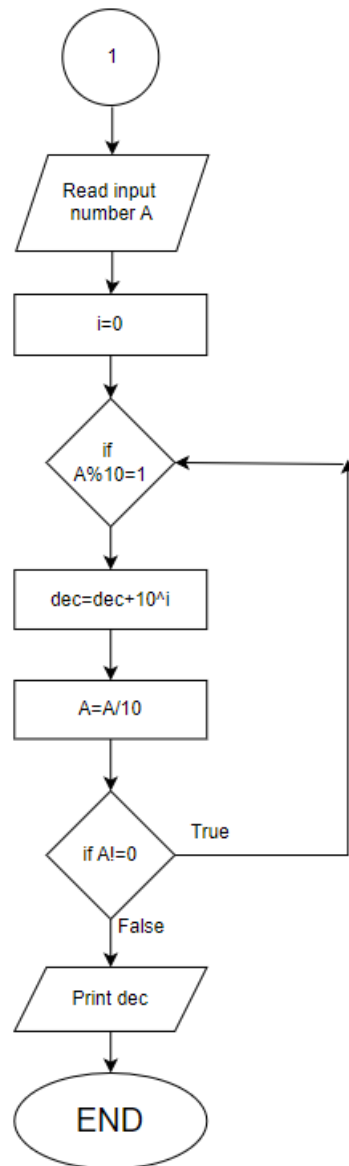 1
Read input
number A
i=0
if
A%10=1
dec=dec+10^i
A=A/10
if A!=0
True
False
Print dec
END